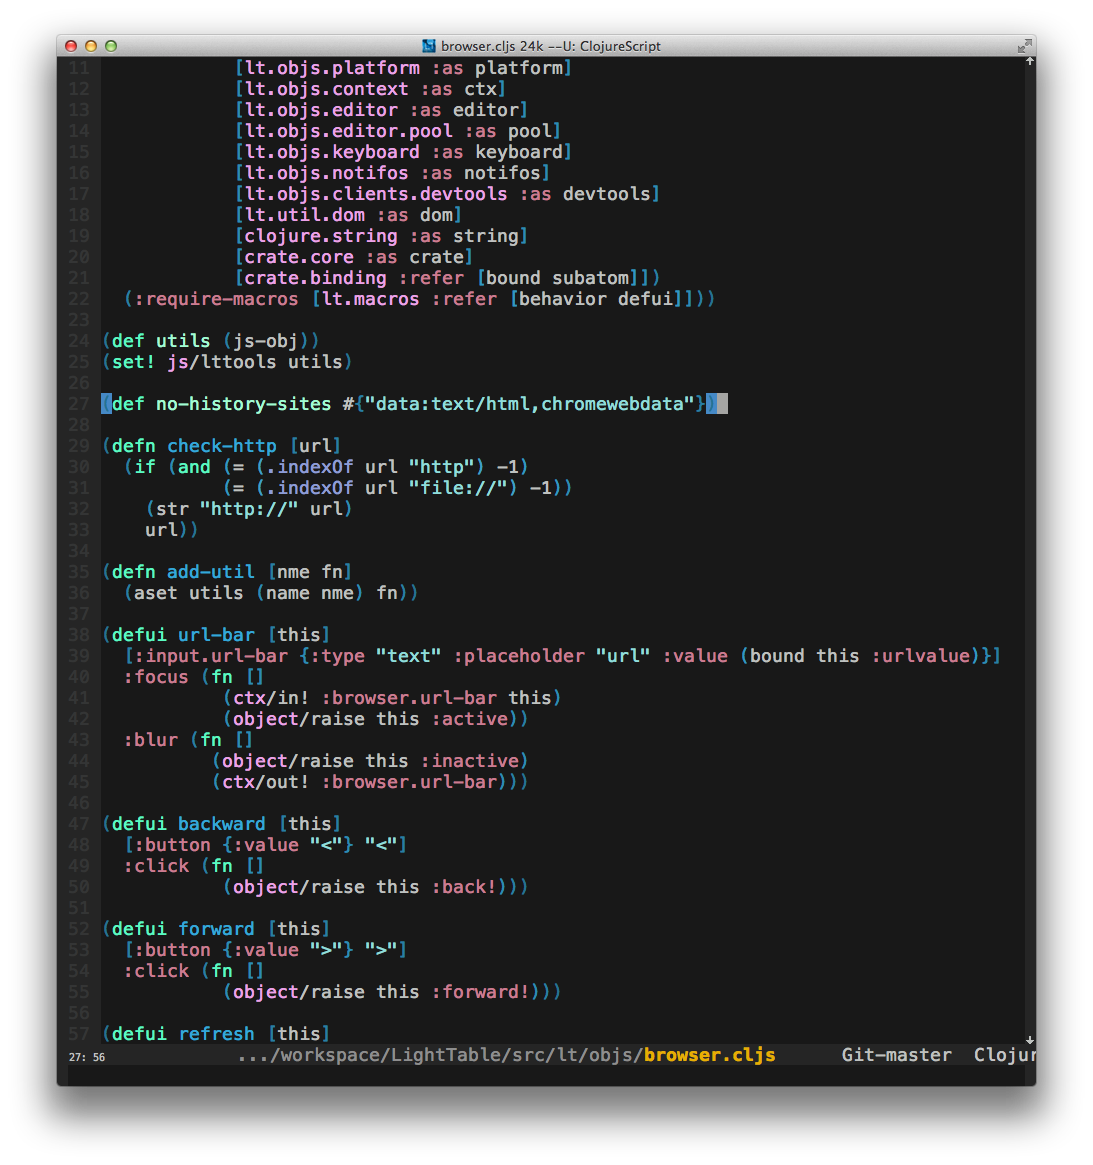 browser.cljs 24k --U: ClojureScript
11 [lt.objs.platform :as platform]
12 [lt.objs.context :as ctx]
13 [lt.objs.editor :as editor]
14 [lt.objs.editor.pool :as pool]
15 [lt.objs.keyboard :as keyboard]
16 [lt.objs.notifos :as notifos]
17 [lt.objs.clients.devtools :as devtools]
18 [lt.util.dom :as dom]
19 [clojure.string :as string]
20 [crate.core :as crate]
21 [crate.binding :refer [bound subatom]])
22 (:require-macros [lt.macros :refer [behavior defui]]))
23
24 (def utils (js-obj))
25 (set! js/lttools utils)
26
27 (def no-history-sites #{"data:text/html,chromewebdata"})
28
29 (defn check-http [url]
30 (if (and (= (.indexOf url "http") -1)
31 (= (.indexOf url "file://") -1))
32 (str "http://" url)
33 url))
34
35 (defn add-util [nme fn]
36 (aset utils (name nme) fn))
37
38 (defui url-bar [this]
39 [:input.url-bar {:type "text" :placeholder "url" :value (bound this :urlvalue)}]
40 :focus (fn []
41 (ctx/in! :browser.url-bar this)
42 (object/raise this :active))
43 :blur (fn []
44 (object/raise this :inactive)
45 (ctx/out! :browser.url-bar)))
46
47 (defui backward [this]
48 [:button {:value "<"} "<"]
49 :click (fn []
50 (object/raise this :back!)))
51
52 (defui forward [this]
53 [:button {:value ">"} ">"]
54 :click (fn []
55 (object/raise this :forward!)))
56
57 (defui refresh [this]
27: 56 .../workspace/LightTable/src/lt/objs/browser.cljs Git-master Clojur